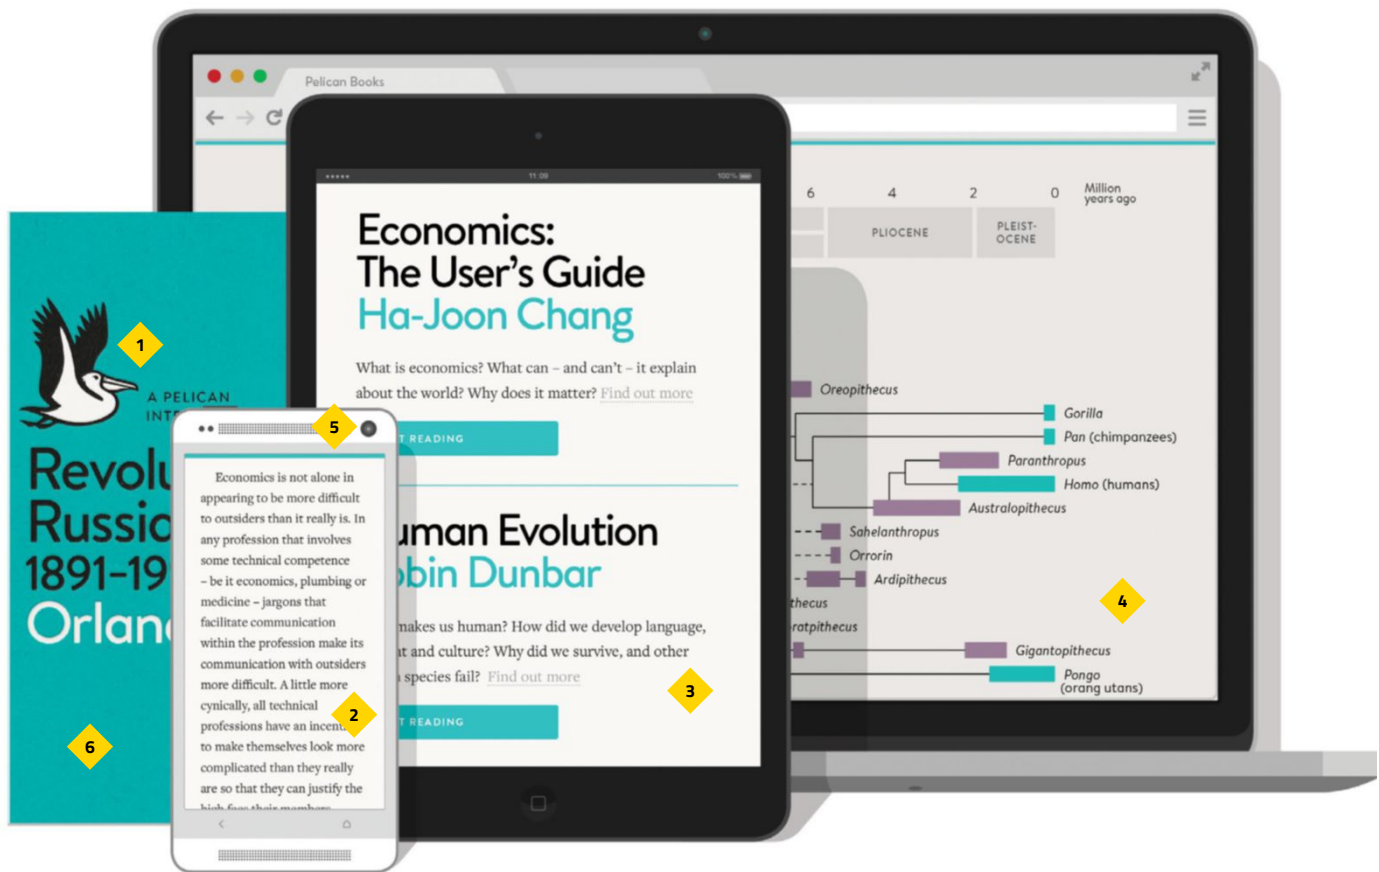 Pelican Books
6 4 2 0 Million
years ago
PLIOCENE
PLEIST-
OCENE
Oreopithecus
Gorilla
Pan (chimpanzees)
Paranthropus
Homo (humans)
Australopithecus
Sahelanthropus
Orrorin
Ardipithecus
Gigantopithecus
Pongo
(orang utans)
4
11:09
100%
Economics:
The User's Guide
Ha-Joon Chang
What is economics? What can – and can't – it explain
about the world? Why does it matter? Find out more
READING
Evolution
Dunbar
makes us human? How did we develop language,
and culture? Why did we survive, and other
species fail? Find out more
READING
3
1
A PELICAN
1891–19
6
5
Economics is not alone in
appearing to be more difficult
to outsiders than it really is. In
any profession that involves
some technical competence
– be it economics, plumbing or
medicine – jargons that
facilitate communication
within the profession make its
communication with outsiders
more difficult. A little more
cynically, all technical
professions have an
to make themselves look more
complicated than they really
are so that they can justify the
2